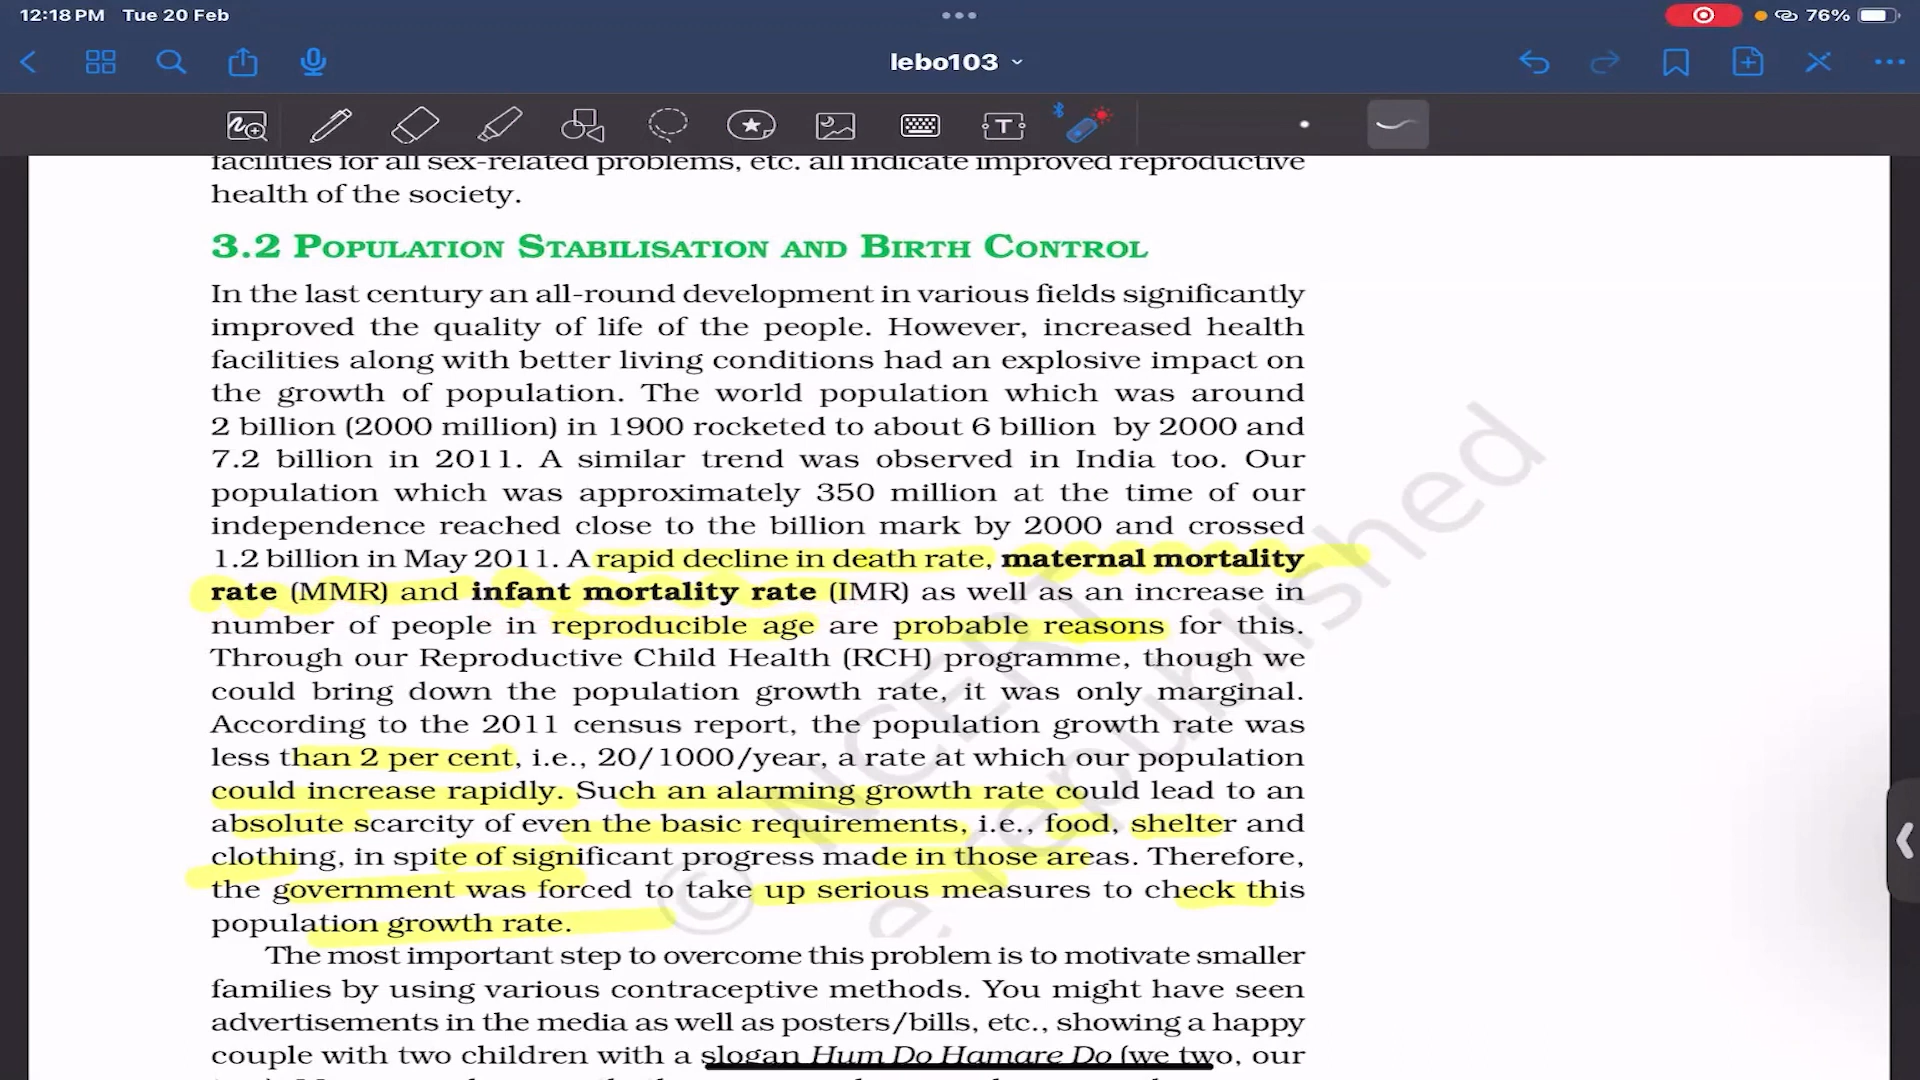 12:18 PM Tue 20 Feb
76%
lebo103
T
facilities for all sex-related problems, etc. all indicate improved reproductive
health of the society.
3.2 Population Stabilisation and Birth Control
In the last century an all-round development in various fields significantly
improved the quality of life of the people. However, increased health
facilities along with better living conditions had an explosive impact on
the growth of population. The world population which was around
2 billion (2000 million) in 1900 rocketed to about 6 billion by 2000 and
7.2 billion in 2011. A similar trend was observed in India too. Our
population which was approximately 350 million at the time of our
independence reached close to the billion mark by 2000 and crossed
1.2 billion in May 2011. A rapid decline in death rate, maternal mortality
rate (MMR) and infant mortality rate (IMR) as well as an increase in
number of people in reproducible age are probable reasons for this.
Through our Reproductive Child Health (RCH) programme, though we
could bring down the population growth rate, it was only marginal.
According to the 2011 census report, the population growth rate was
less than 2 per cent, i.e., 20/1000/year, a rate at which our population
could increase rapidly. Such an alarming growth rate could lead to an
absolute scarcity of even the basic requirements, i.e., food, shelter and
clothing, in spite of significant progress made in those areas. Therefore,
the government was forced to take up serious measures to check this
population growth rate.
The most important step to overcome this problem is to motivate smaller
families by using various contraceptive methods. You might have seen
advertisements in the media as well as posters/bills, etc., showing a happy
couple with two children with a slogan Hum Do Hamare Do (we two, our
© NCERT
republished